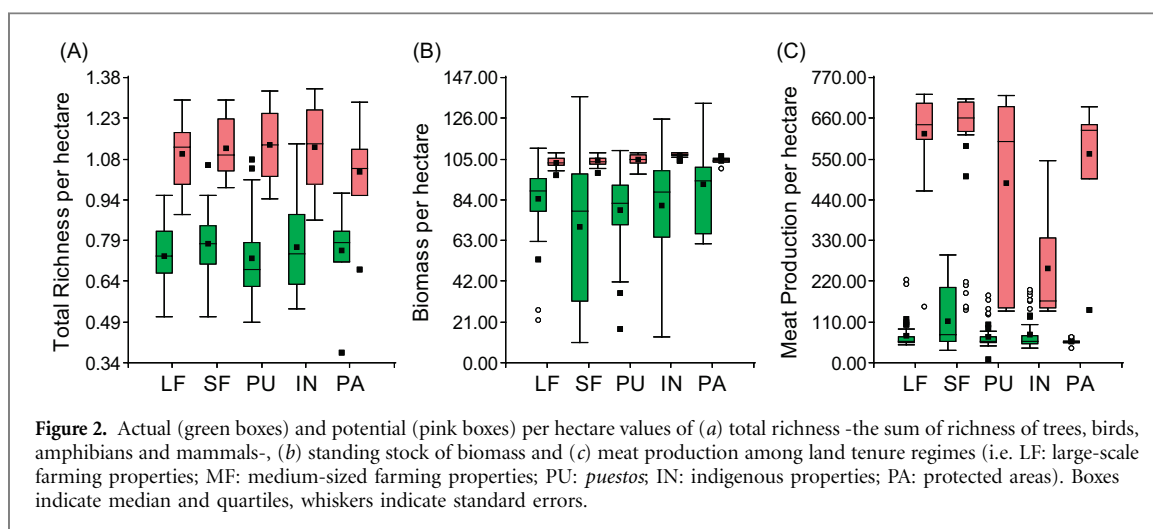 (A)
(B)
(C)
Total Richness per hectare
1.38
1.23
1.08
0.94
0.79
0.64
0.49
0.34
LF SF PU IN PA
Biomass per hectare
147.00
126.00
105.00
84.00
63.00
42.00
21.00
0.00
LF SF PU IN PA
Meat Production per hectare
770.00
660.00
550.00
440.00
330.00
220.00
110.00
0.00
LF SF PU IN PA
Figure 2. Actual (green boxes) and potential (pink boxes) per hectare values of (a) total richness -the sum of richness of trees, birds,
amphibians and mammals-, (b) standing stock of biomass and (c) meat production among land tenure regimes (i.e. LF: large-scale
farming properties; MF: medium-sized farming properties; PU: puestos; IN: indigenous properties; PA: protected areas). Boxes
indicate median and quartiles, whiskers indicate standard errors.